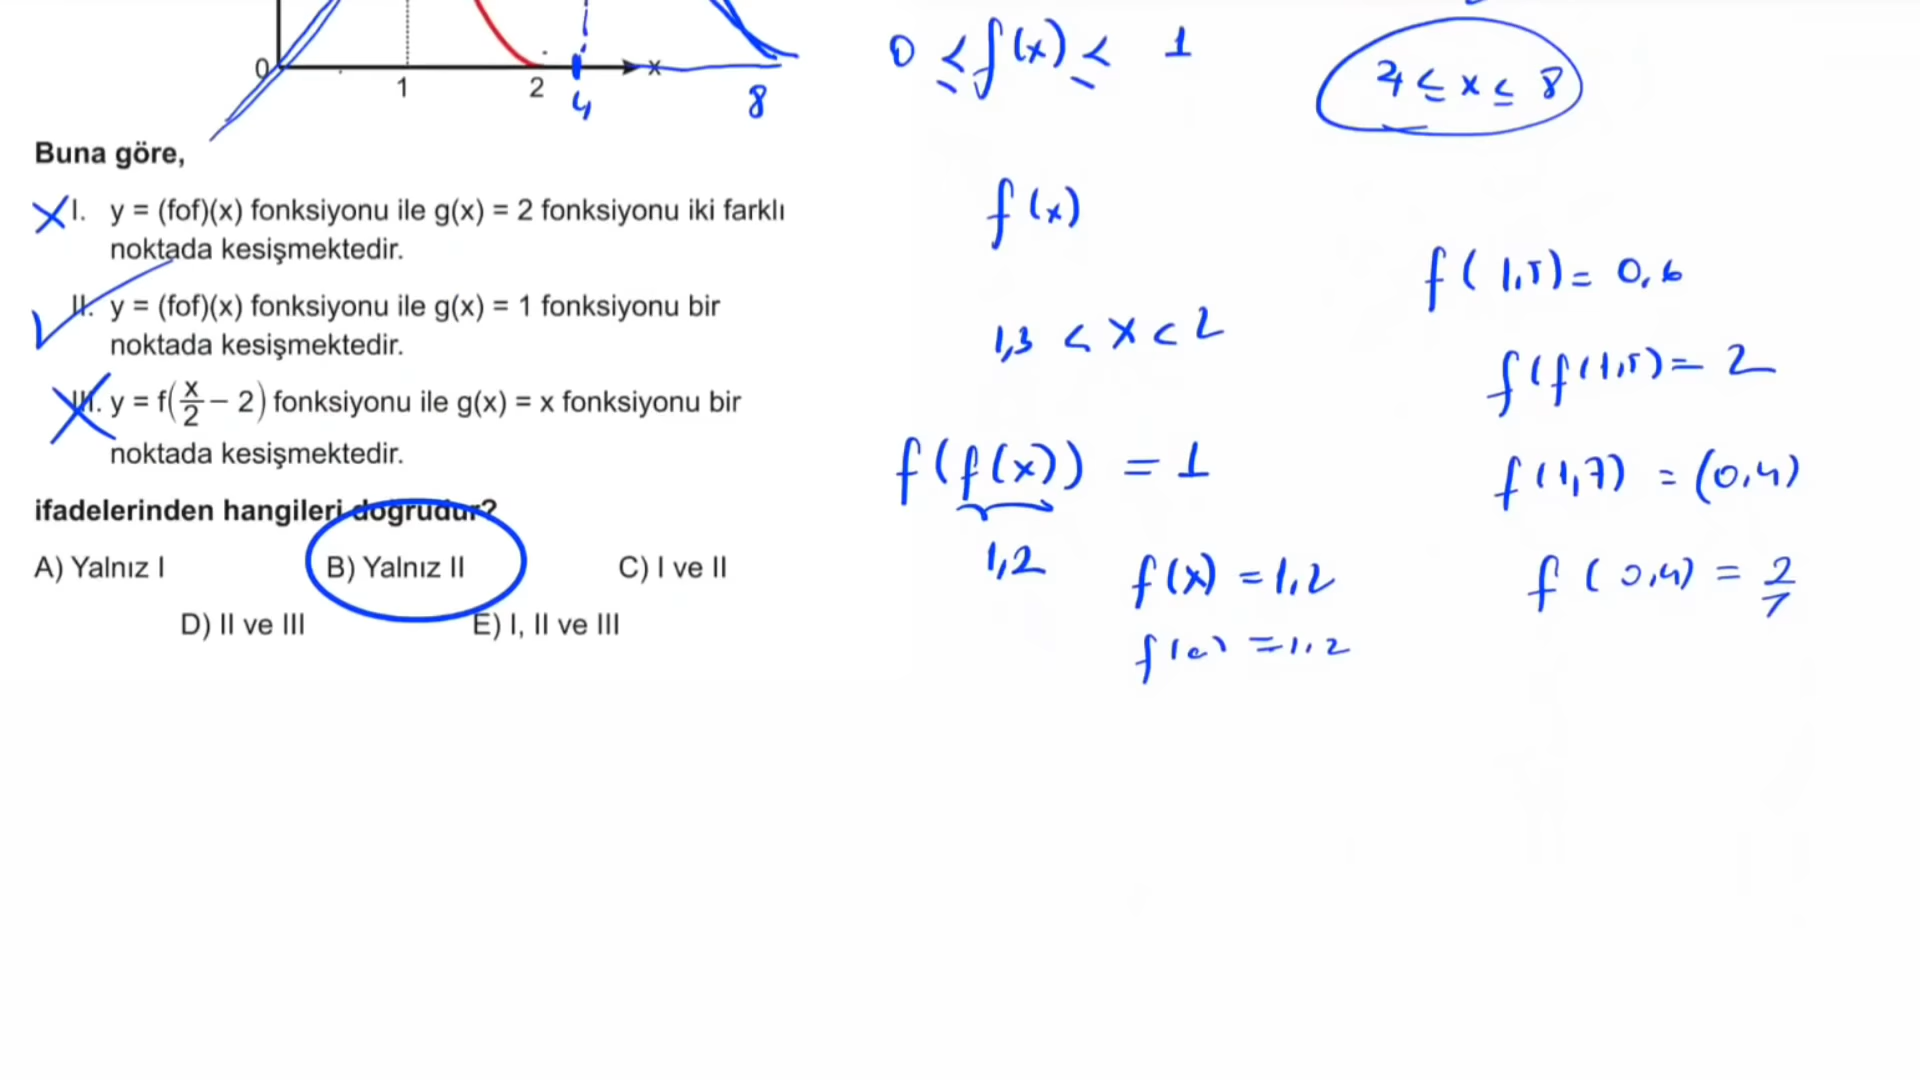 0
1
2
x
4
8
0 ≤ f(x) ≤ 1
4 ≤ x ≤ 8
Buna göre,
I. y = (fof)(x) fonksiyonu ile g(x) = 2 fonksiyonu iki farklı
noktada kesişmektedir.
II. y = (fof)(x) fonksiyonu ile g(x) = 1 fonksiyonu bir
noktada kesişmektedir.
III. y = f(x/2 − 2) fonksiyonu ile g(x) = x fonksiyonu bir
noktada kesişmektedir.
ifadelerinden hangileri doğrudur?
A) Yalnız I
B) Yalnız II
C) I ve II
D) II ve III
E) I, II ve III
f(x)
1,3 < x < 2
f(f(x)) = 1
1,2
f(x) = 1,2
= 1,2
f(1,5) = 0,6
f(f(1,5) = 2
f(1,7) = (0,4)
f(0,4) = 2